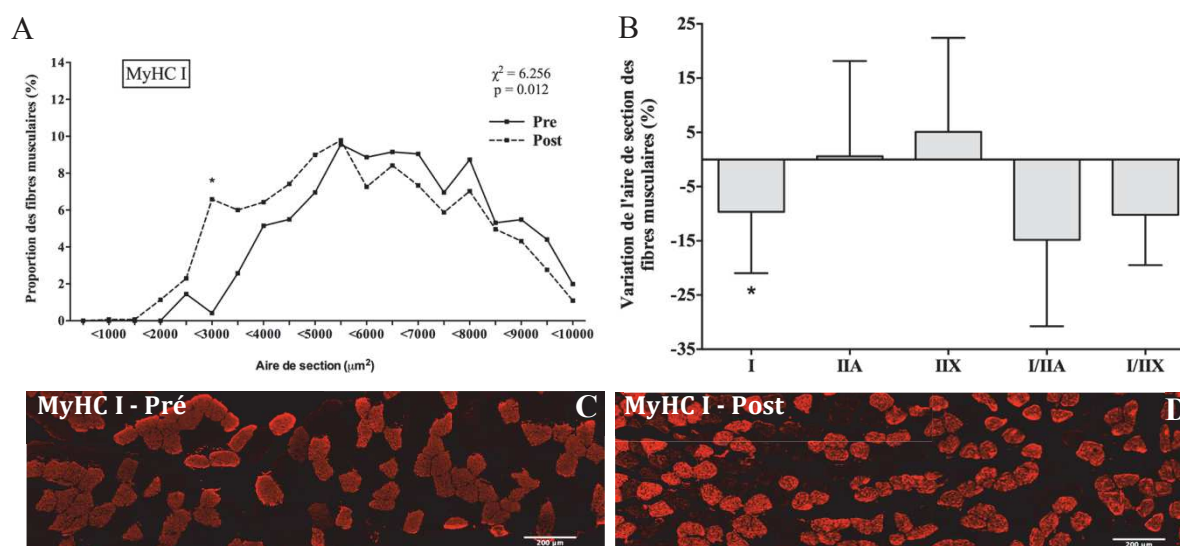 A
MyHC I
χ² = 6.256
p = 0.012
Pre
Post
*
Proportion des fibres musculaires (%)
14
12
10
8
6
4
2
0
<1000 <2000 <3000 <4000 <5000 <6000 <7000 <8000 <9000 <10000
Aire de section (μm²)
B
Variation de l'aire de section des
fibres musculaires (%)
25
15
5
-5
-15
-25
-35
*
I IIA IIX I/IIA I/IIX
MyHC I - Pré
C
200 μm
MyHC I - Post
D
200 μm